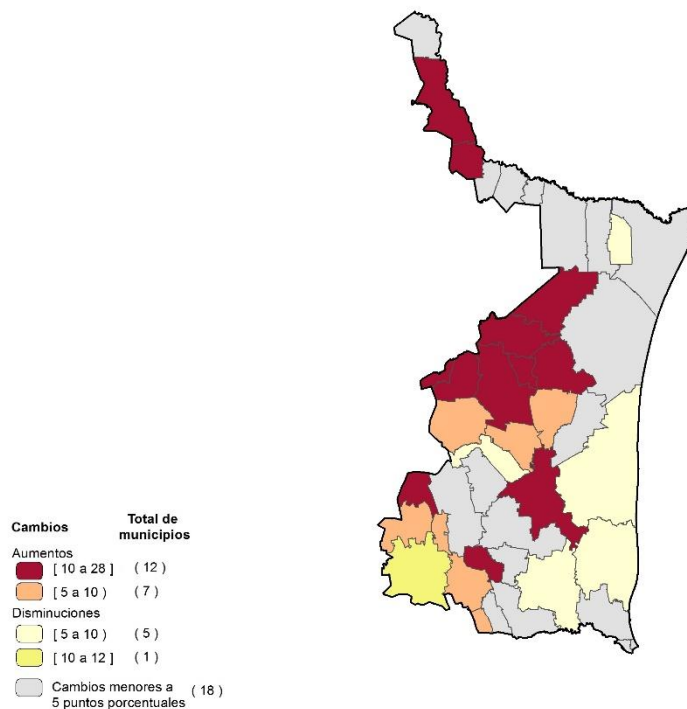 Cambios Total de municipios
Aumentos
[ 10 a 28 ] ( 12 )
[ 5 a 10 ) ( 7 )
Disminuciones
[ 5 a 10 ) ( 5 )
[ 10 a 12 ] ( 1 )
Cambios menores a ( 18 )
5 puntos porcentuales